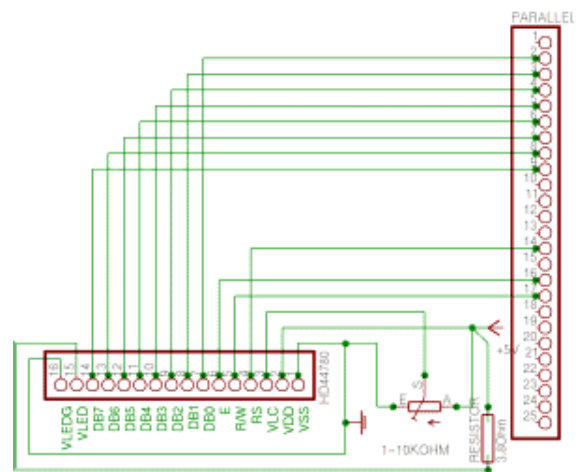 PARALLEL
1
2
3
4
5
6
7
8
9
10
11
12
13
14
15
16
17
18
19
20
21
22
23
24
25
+5V
HD44780
16
15
14
13
12
11
10
9
8
7
6
5
4
3
2
1
VLEDG
VLED
DB7
DB6
DB5
DB4
DB3
DB2
DB1
DB0
E
R/W
RS
VLC
VDD
VSS
S
E
A
1-10KOHM
RESISTOR
3,8Ohm